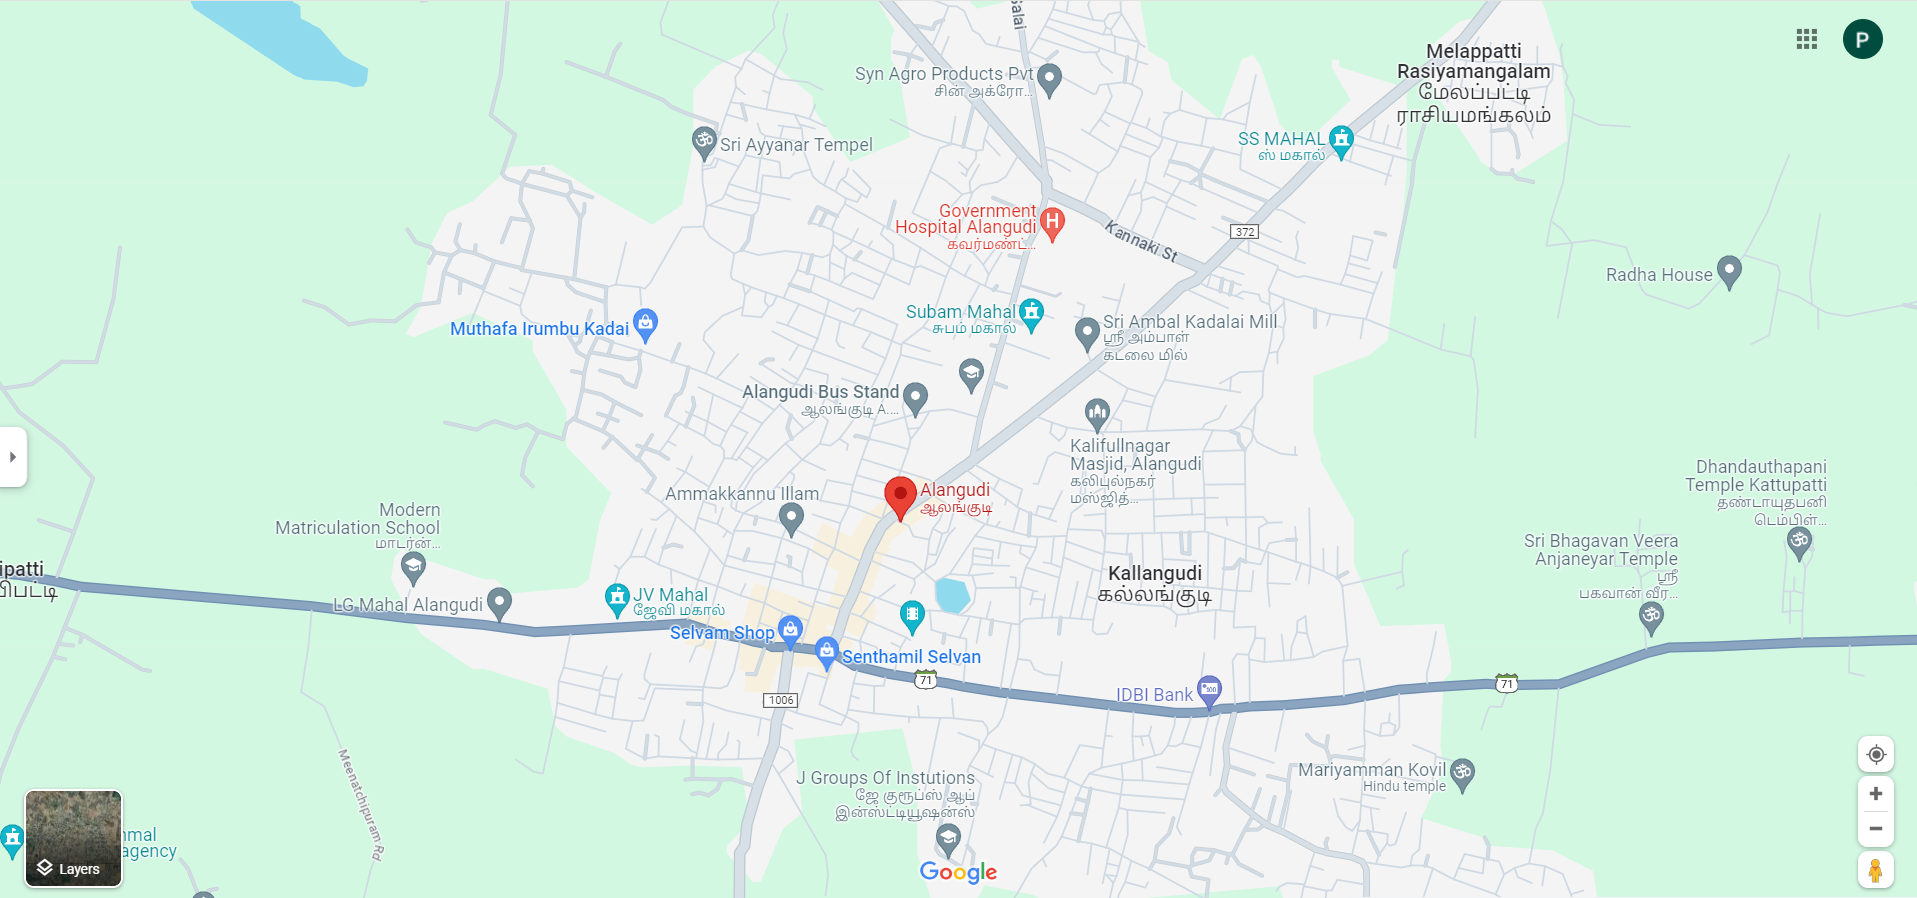 Melappatti
Rasiyamangalam
மேலப்பட்டி
ராசியமங்கலம்
P
Syn Agro Products Pvt
சின் அக்ரோ...
Sri Ayyanar Tempel
SS MAHAL
ஸ் மகால்
Government
Hospital Alangudi
கவர்மண்ட்...
H
Kannaki St
372
Radha House
Subam Mahal
சுபம் மகால்
Muthafa Irumbu Kadai
Sri Ambal Kadalai Mill
ஸ்ரீ அம்பாள்
கடலை மில்
Alangudi Bus Stand
ஆலங்குடி A....
Kalifullnagar
Masjid, Alangudi
கலிபுல்நகர்
மஸ்ஜித்...
Dhandauthapani
Temple Kattupatti
தண்டாயுதபனி
டெம்பிள்...
Ammakkannu Illam
Alangudi
ஆலங்குடி
Modern
Matriculation School
மாடர்ன்...
Sri Bhagavan Veera
Anjaneyar Temple
ஸ்ரீ
பகவான் வீர...
Kallangudi
கல்லங்குடி
LG Mahal Alangudi
JV Mahal
ஜேவி மகால்
Selvam Shop
Senthamil Selvan
71
71
IDBI Bank
1006
Meenatchipuram Rd
J Groups Of Instutions
ஜே குரூப்ஸ் ஆப்
இன்ஸ்ட்டியூஷன்ஸ்
Mariyamman Kovil
Hindu temple
agency
Layers
Google